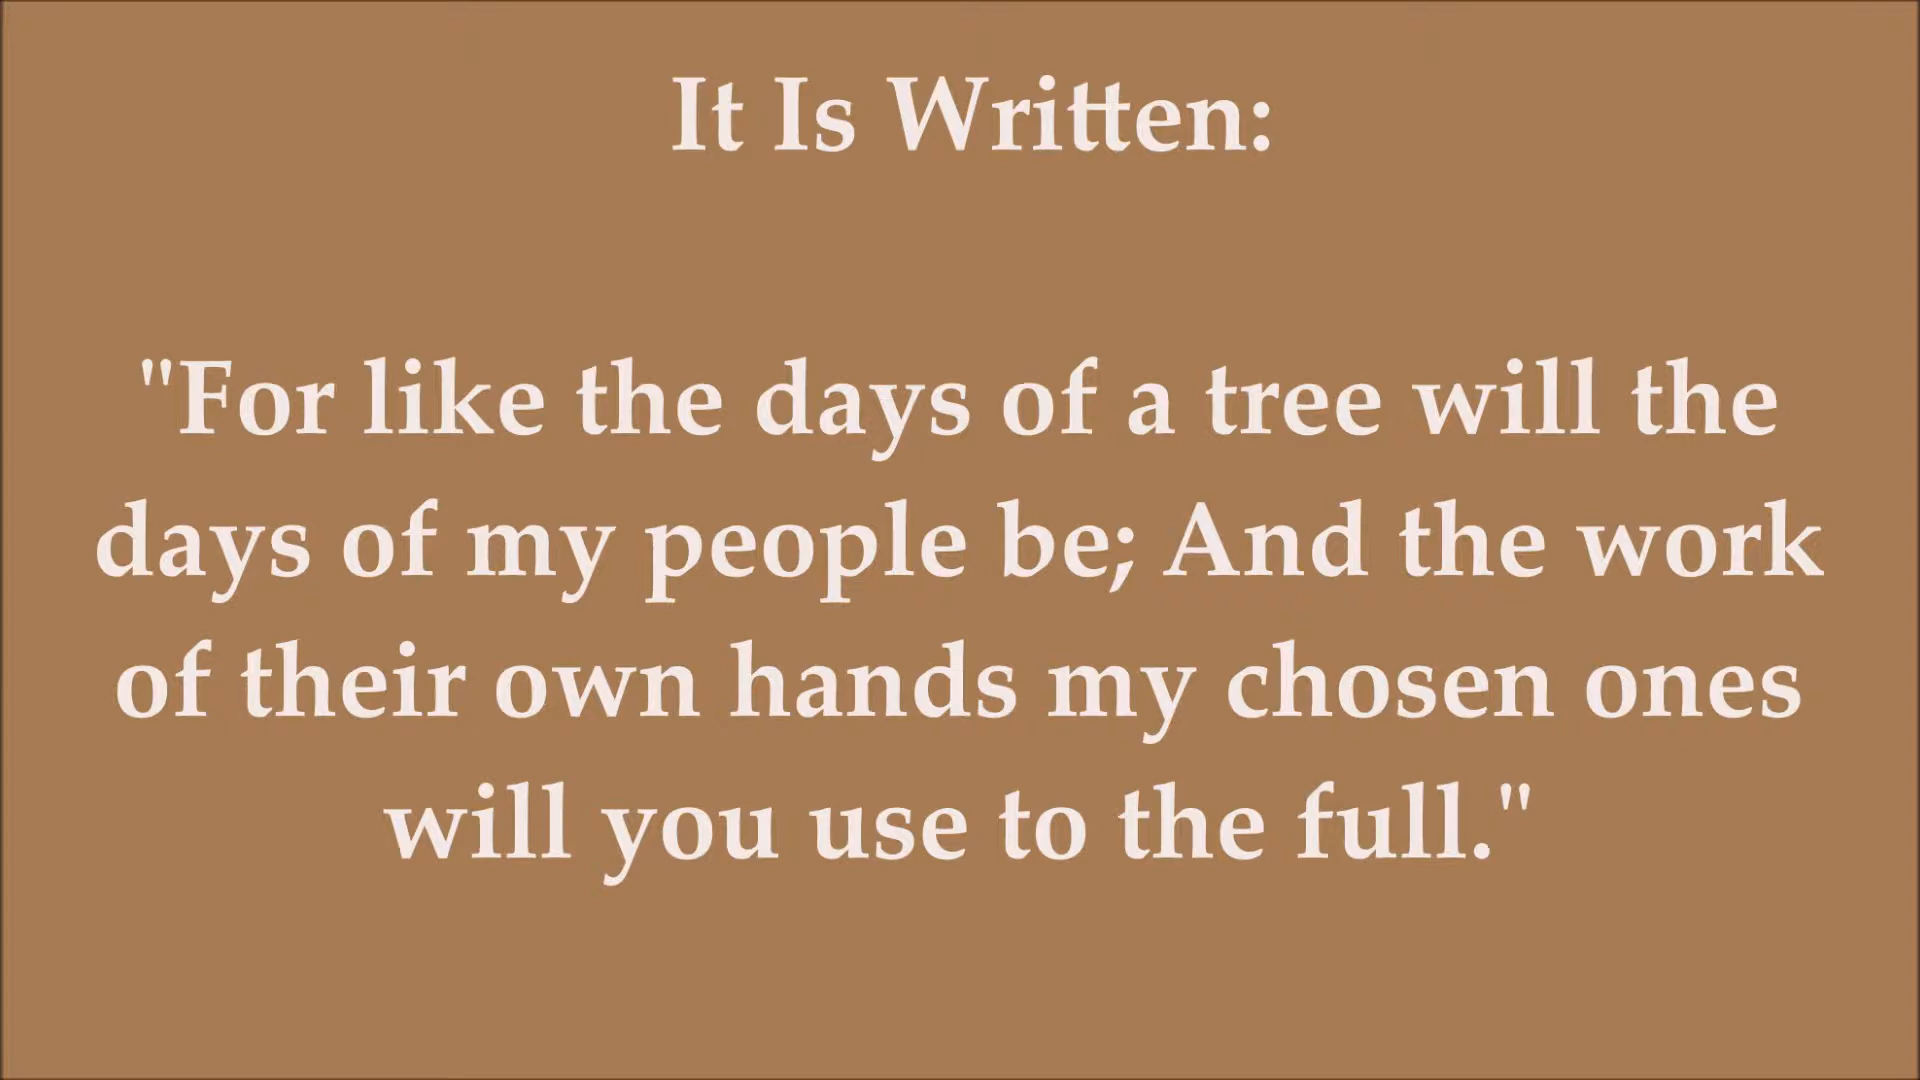 It Is Written:
"For like the days of a tree will the
days of my people be; And the work
of their own hands my chosen ones
will you use to the full."